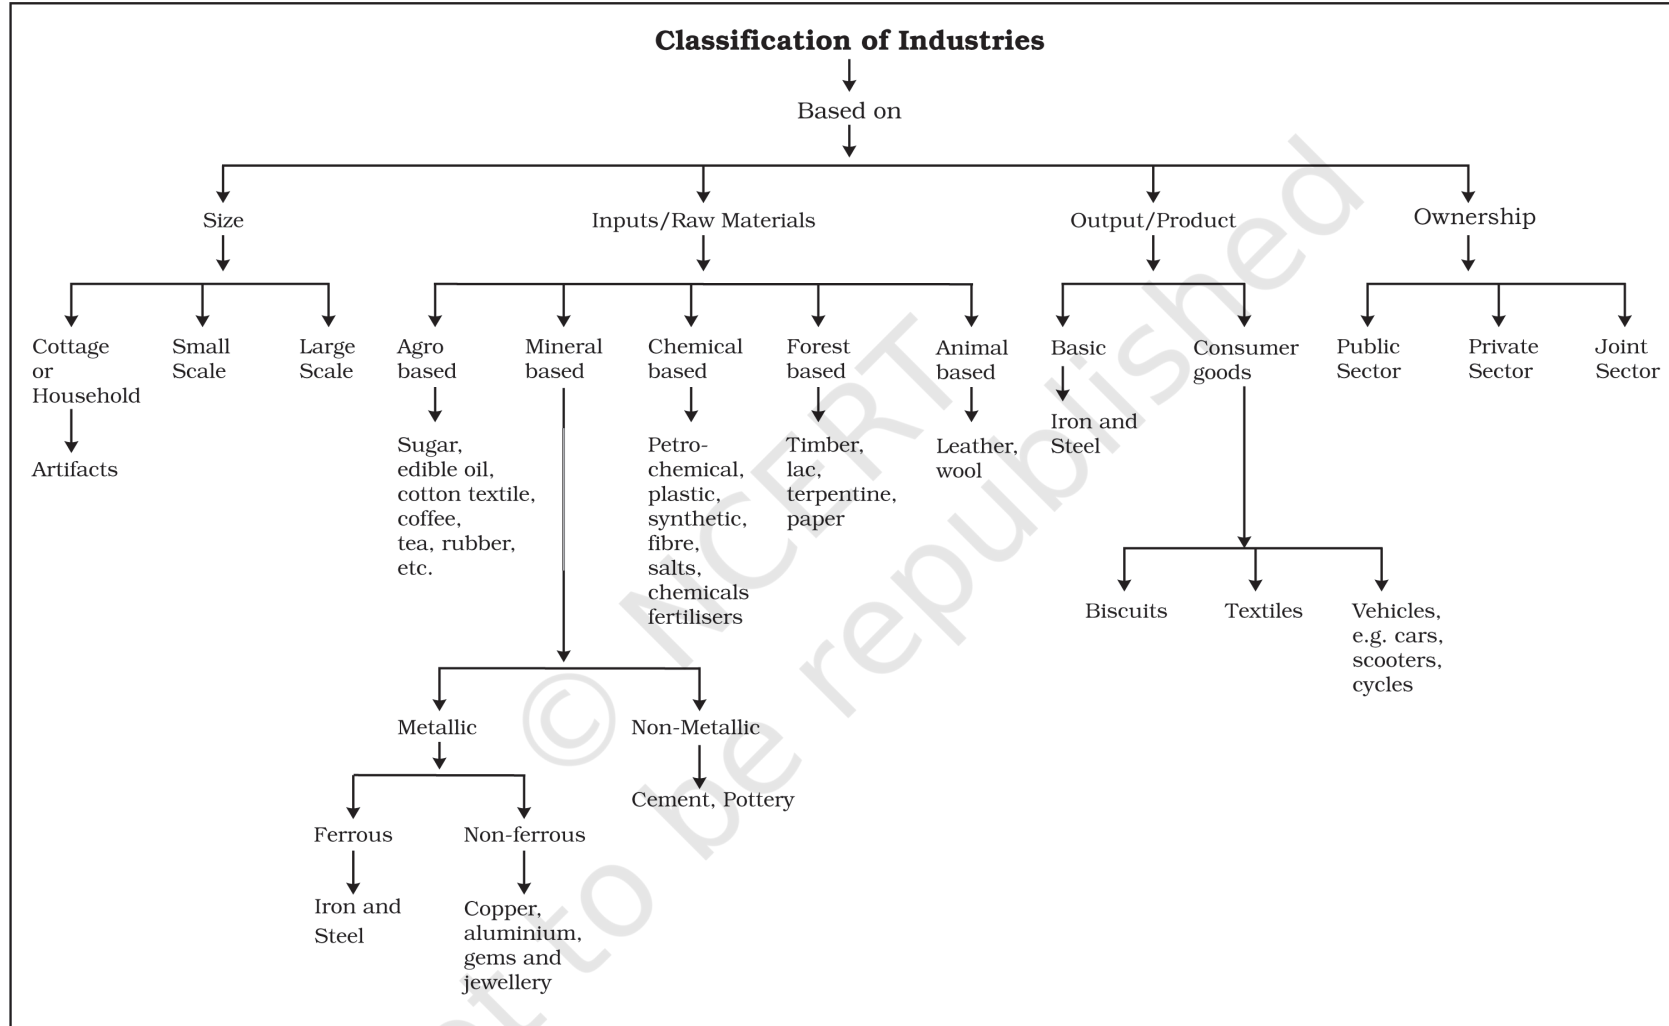 Classification of Industries
Based on
Size
Inputs/Raw Materials
Output/Product
Ownership
Cottage
or
Household
Small
Scale
Large
Scale
Agro
based
Mineral
based
Chemical
based
Forest
based
Animal
based
Basic
Consumer
goods
Public
Sector
Private
Sector
Joint
Sector
Artifacts
Sugar,
edible oil,
cotton textile,
coffee,
tea, rubber,
etc.
Petro-
chemical,
plastic,
synthetic,
fibre,
salts,
chemicals
fertilisers
Timber,
lac,
terpentine,
paper
Leather,
wool
Iron and
Steel
Biscuits
Textiles
Vehicles,
e.g. cars,
scooters,
cycles
Metallic
Non-Metallic
Cement, Pottery
Ferrous
Non-ferrous
Iron and
Steel
Copper,
aluminium,
gems and
jewellery
© NCERT
to be republished